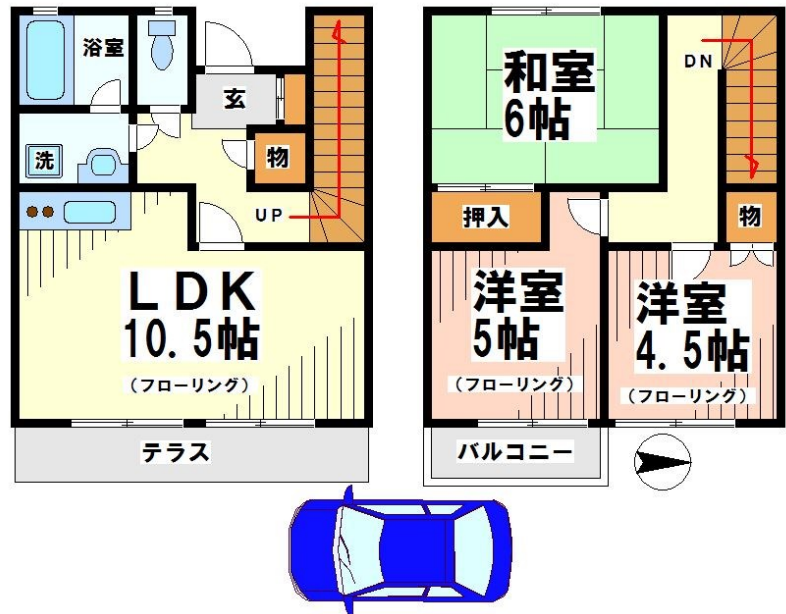 浴室
玄
洗
物
UP
LDK
10.5帖
(フローリング)
テラス
和室
6帖
DN
押入
物
洋室
5帖
(フローリング)
洋室
4.5帖
(フローリング)
バルコニー